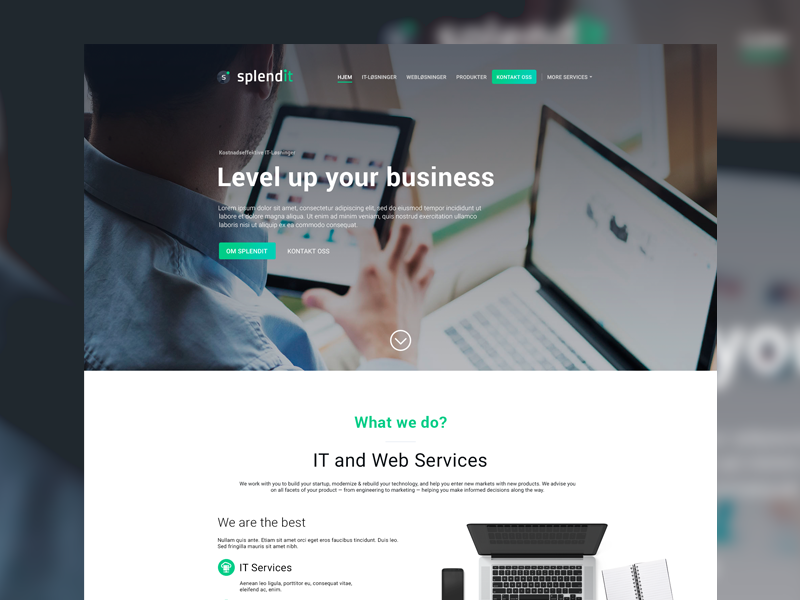 splendit
HJEM IT-LØSNINGER WEBLØSNINGER PRODUKTER KONTAKT OSS MORE SERVICES
Kostnadseffektive IT-Løsninger
Level up your business
Lorem ipsum dolor sit amet, consectetur adipiscing elit, sed do eiusmod tempor incididunt ut
labore et dolore magna aliqua. Ut enim ad minim veniam, quis nostrud exercitation ullamco
laboris nisi ut aliquip ex ea commodo consequat.
OM SPLENDIT KONTAKT OSS
What we do?
IT and Web Services
We work with you to build your startup, modernize & rebuild your technology, and help you enter new markets with new products. We advise you
on all facets of your product — from engineering to marketing — helping you make informed decisions along the way.
We are the best
Nullam quis ante. Etiam sit amet orci eget eros faucibus tincidunt. Duis leo.
Sed fringilla mauris sit amet nibh.
IT Services
Aenean leo ligula, porttitor eu, consequat vitae,
eleifend ac, enim.